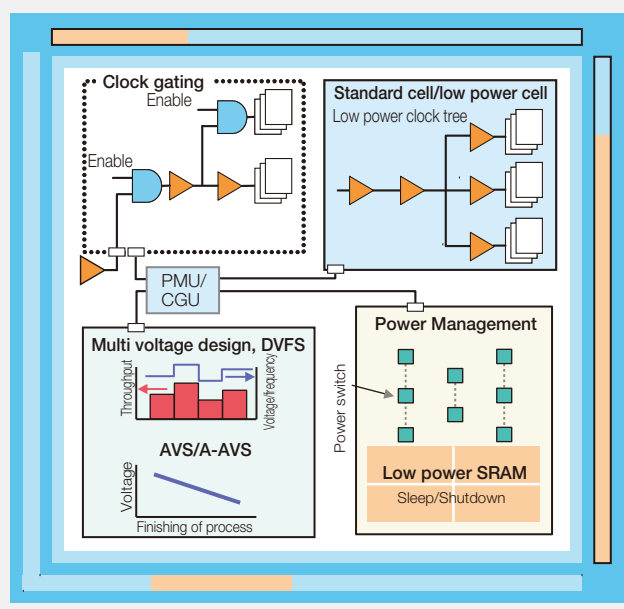 Clock gating
Enable
Enable
Standard cell/low power cell
Low power clock tree
PMU/
CGU
Multi voltage design, DVFS
Throughput
Voltage/frequency
AVS/A-AVS
Voltage
Finishing of process
Power Management
Power switch
Low power SRAM
Sleep/Shutdown